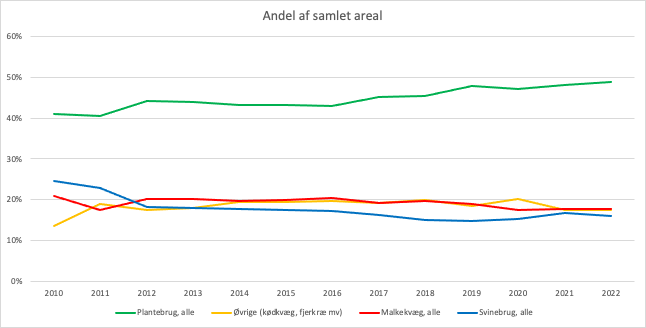 Andel af samlet areal
60%
50%
40%
30%
20%
10%
0%
2010 2011 2012 2013 2014 2015 2016 2017 2018 2019 2020 2021 2022
Plantebrug, alle Øvrige (kødkvæg, fjerkræ mv) Malkekvæg, alle Svinebrug, alle